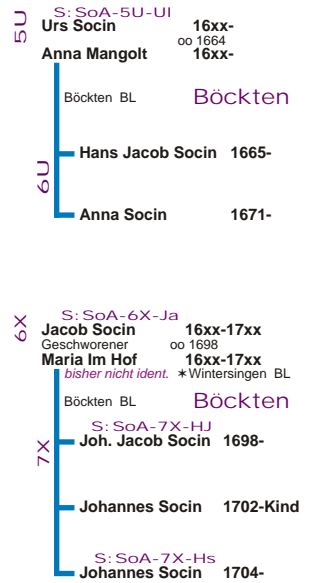 5U
S:SoA-5U-Ul
Urs Socin 16xx-
oo 1664
Anna Mangolt 16xx-
Böckten BL Böckten
6U
Hans Jacob Socin 1665-
Anna Socin 1671-
6X
S:SoA-6X-Ja
Jacob Socin 16xx-17xx
Geschworener oo 1698
Maria Im Hof 16xx-17xx
bisher nicht ident. ✶Wintersingen BL
Böckten BL Böckten
7X
S:SoA-7X-HJ
Joh. Jacob Socin 1698-
Johannes Socin 1702-Kind
S:SoA-7X-Hs
Johannes Socin 1704-